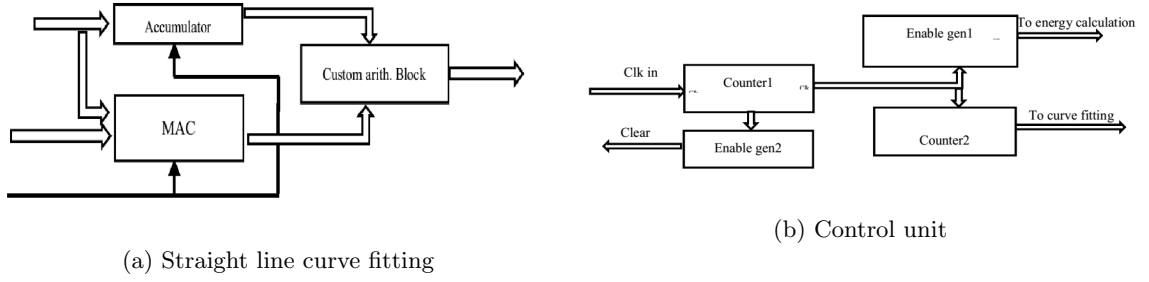 Accumulator
MAC
Custom arith. Block
(a) Straight line curve fitting
Clk in
Counter1
Clear
Enable gen2
Enable gen1
To energy calculation
Counter2
To curve fitting
(b) Control unit